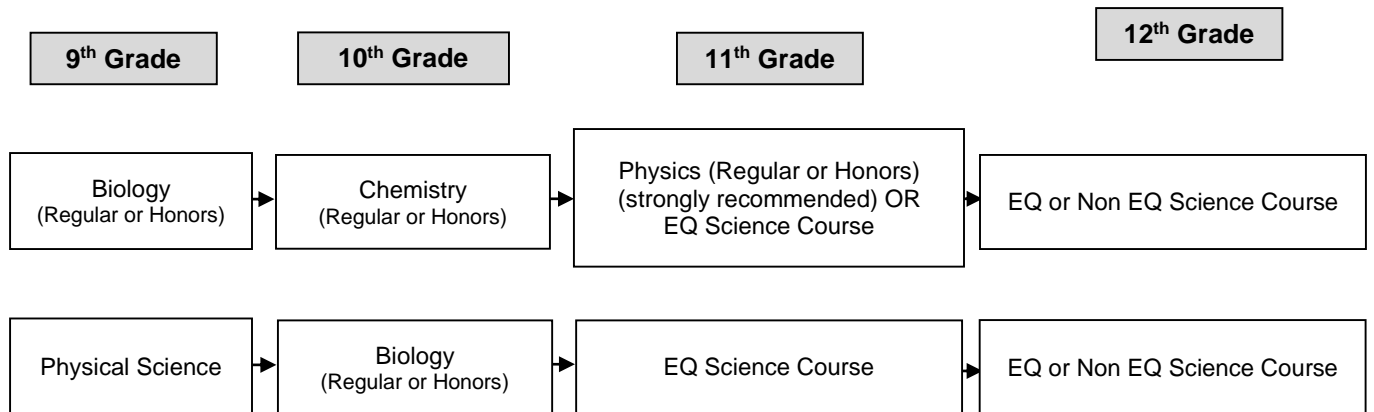 9th Grade
10th Grade
11th Grade
12th Grade
Biology
(Regular or Honors)
Chemistry
(Regular or Honors)
Physics (Regular or Honors)
(strongly recommended) OR
EQ Science Course
EQ or Non EQ Science Course
Physical Science
Biology
(Regular or Honors)
EQ Science Course
EQ or Non EQ Science Course